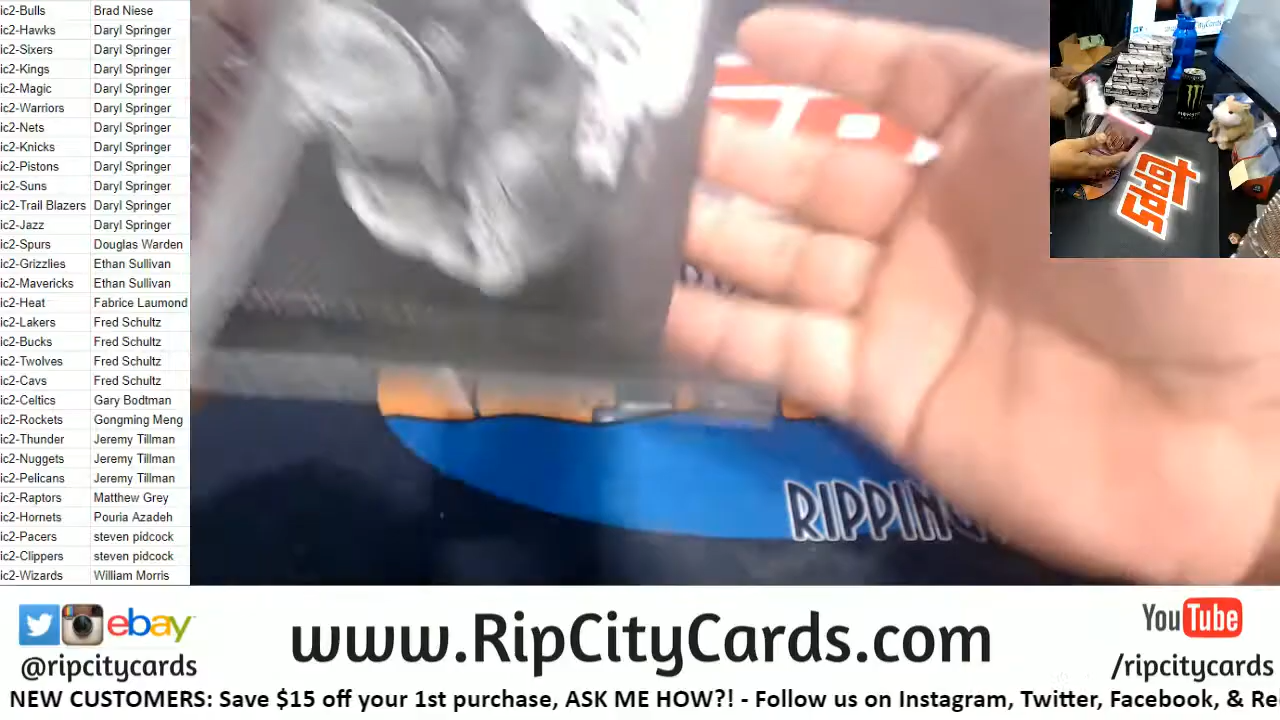 ic2-Bulls Brad Niese
ic2-Hawks Daryl Springer
ic2-Sixers Daryl Springer
ic2-Kings Daryl Springer
ic2-Magic Daryl Springer
ic2-Warriors Daryl Springer
ic2-Nets Daryl Springer
ic2-Knicks Daryl Springer
ic2-Pistons Daryl Springer
ic2-Suns Daryl Springer
ic2-Trail Blazers Daryl Springer
ic2-Jazz Daryl Springer
ic2-Spurs Douglas Warden
ic2-Grizzlies Ethan Sullivan
ic2-Mavericks Ethan Sullivan
ic2-Heat Fabrice Laumond
ic2-Lakers Fred Schultz
ic2-Bucks Fred Schultz
ic2-Twolves Fred Schultz
ic2-Cavs Fred Schultz
ic2-Celtics Gary Bodtman
ic2-Rockets Gongming Meng
ic2-Thunder Jeremy Tillman
ic2-Nuggets Jeremy Tillman
ic2-Pelicans Jeremy Tillman
ic2-Raptors Matthew Grey
ic2-Hornets Pouria Azadeh
ic2-Pacers steven pidcock
ic2-Clippers steven pidcock
ic2-Wizards William Morris
topps
RIPPING
ebay
@ripcitycards
www.RipCityCards.com
YouTube
/ripcitycards
NEW CUSTOMERS: Save $15 off your 1st purchase, ASK ME HOW?! - Follow us on Instagram, Twitter, Facebook, & Re